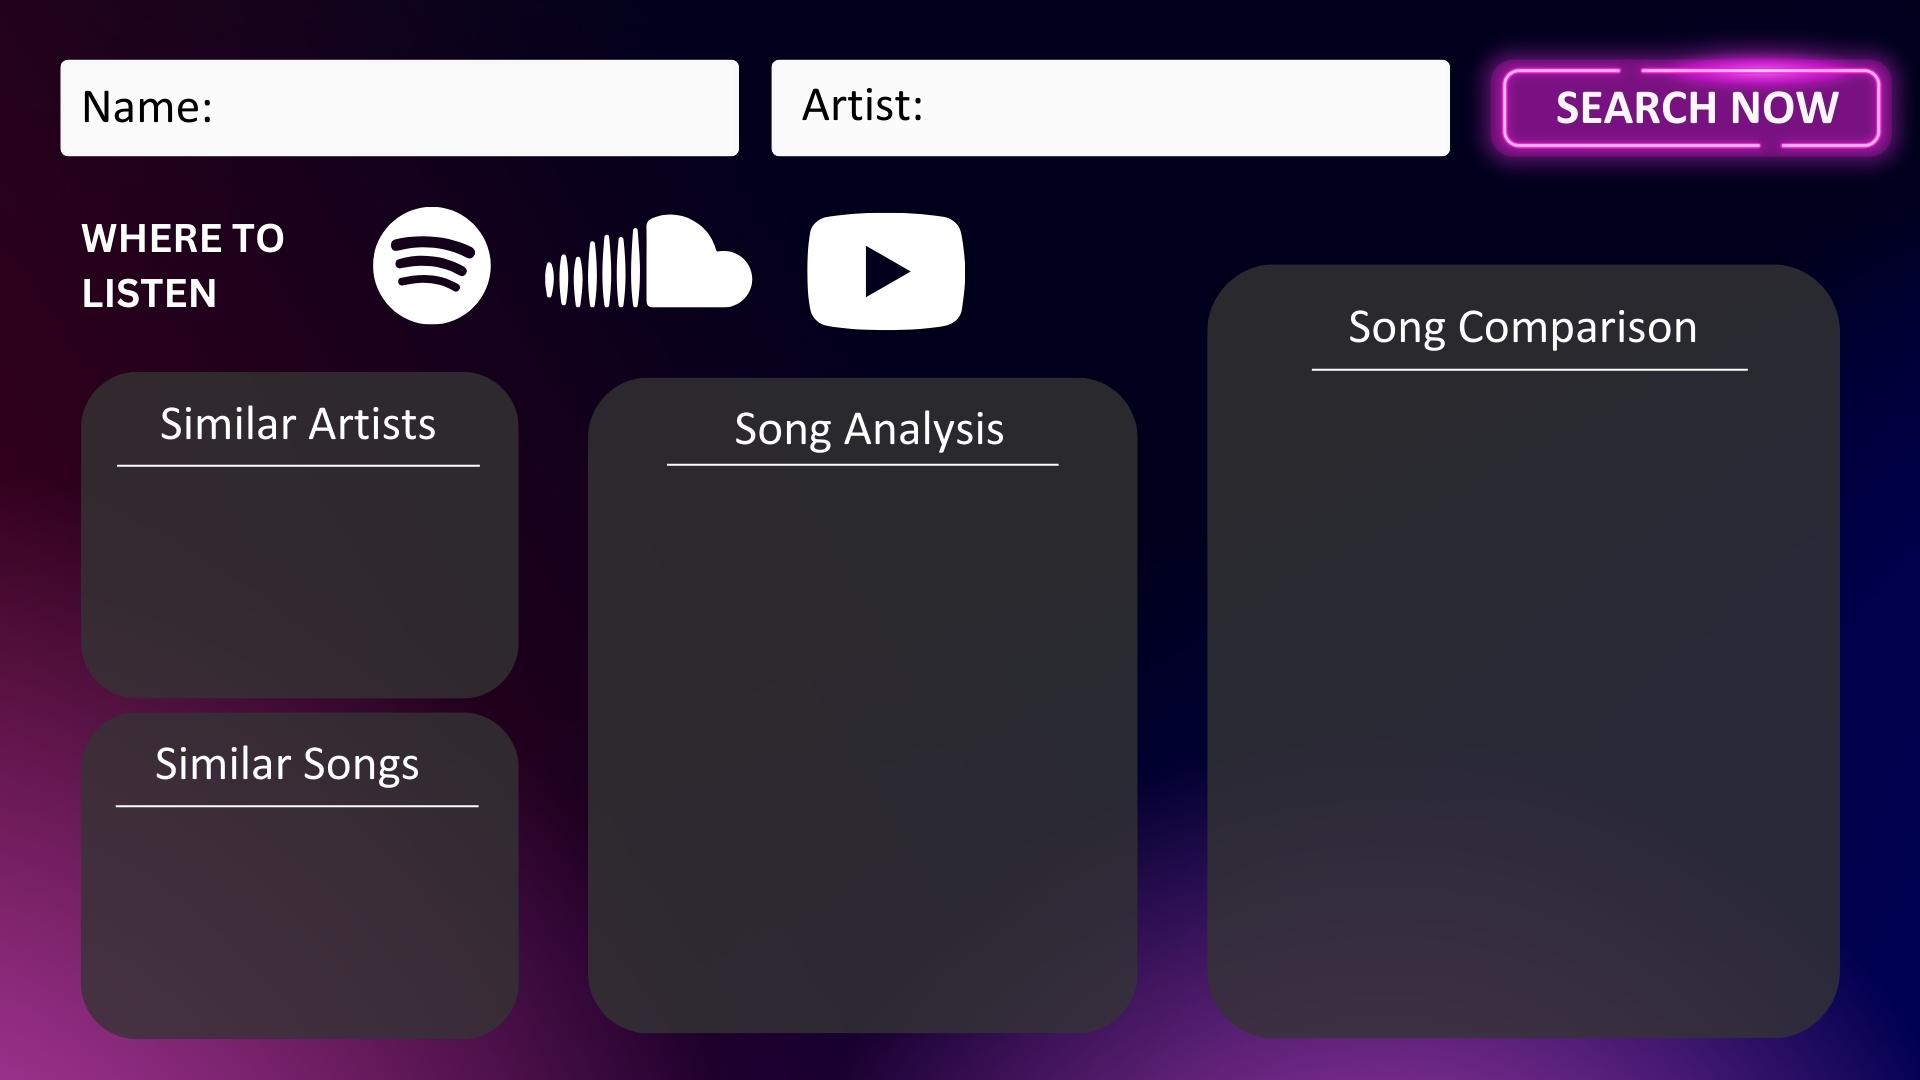 Name:
Artist:
SEARCH NOW
WHERE TO
LISTEN
Song Comparison
Similar Artists
Song Analysis
Similar Songs